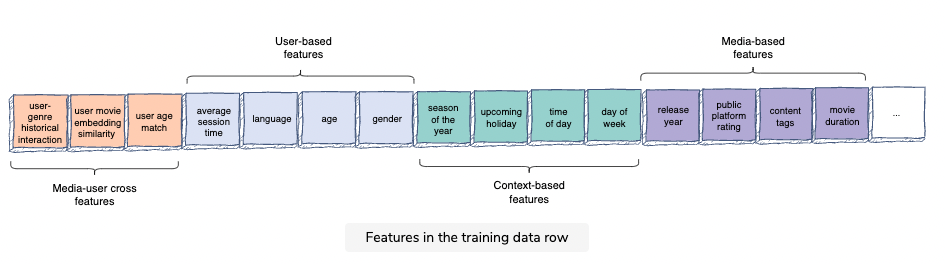 User-based
features
Media-based
features
user-
genre
historical
interaction
user movie
embedding
similarity
user age
match
average
session
time
language
age
gender
season
of the
year
upcoming
holiday
time
of day
day of
week
release
year
public
platform
rating
content
tags
movie
duration
...
Media-user cross
features
Context-based
features
Features in the training data row